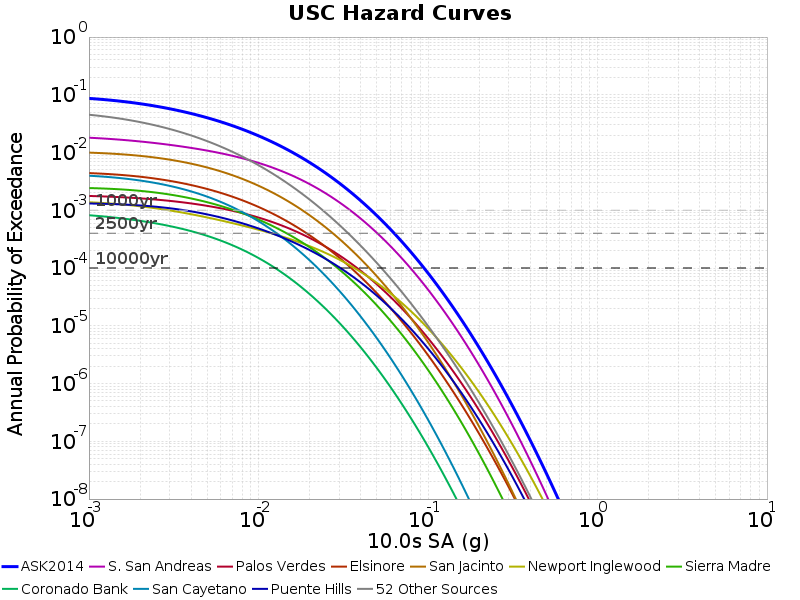 USC Hazard Curves
Annual Probability of Exceedance
10^0
10^-1
10^-2
10^-3
10^-4
10^-5
10^-6
10^-7
10^-8
1000yr
2500yr
10000yr
10^-3 10^-2 10^-1 10^0 10^1
10.0s SA (g)
ASK2014 S. San Andreas Palos Verdes Elsinore San Jacinto Newport Inglewood Sierra Madre
Coronado Bank San Cayetano Puente Hills 52 Other Sources